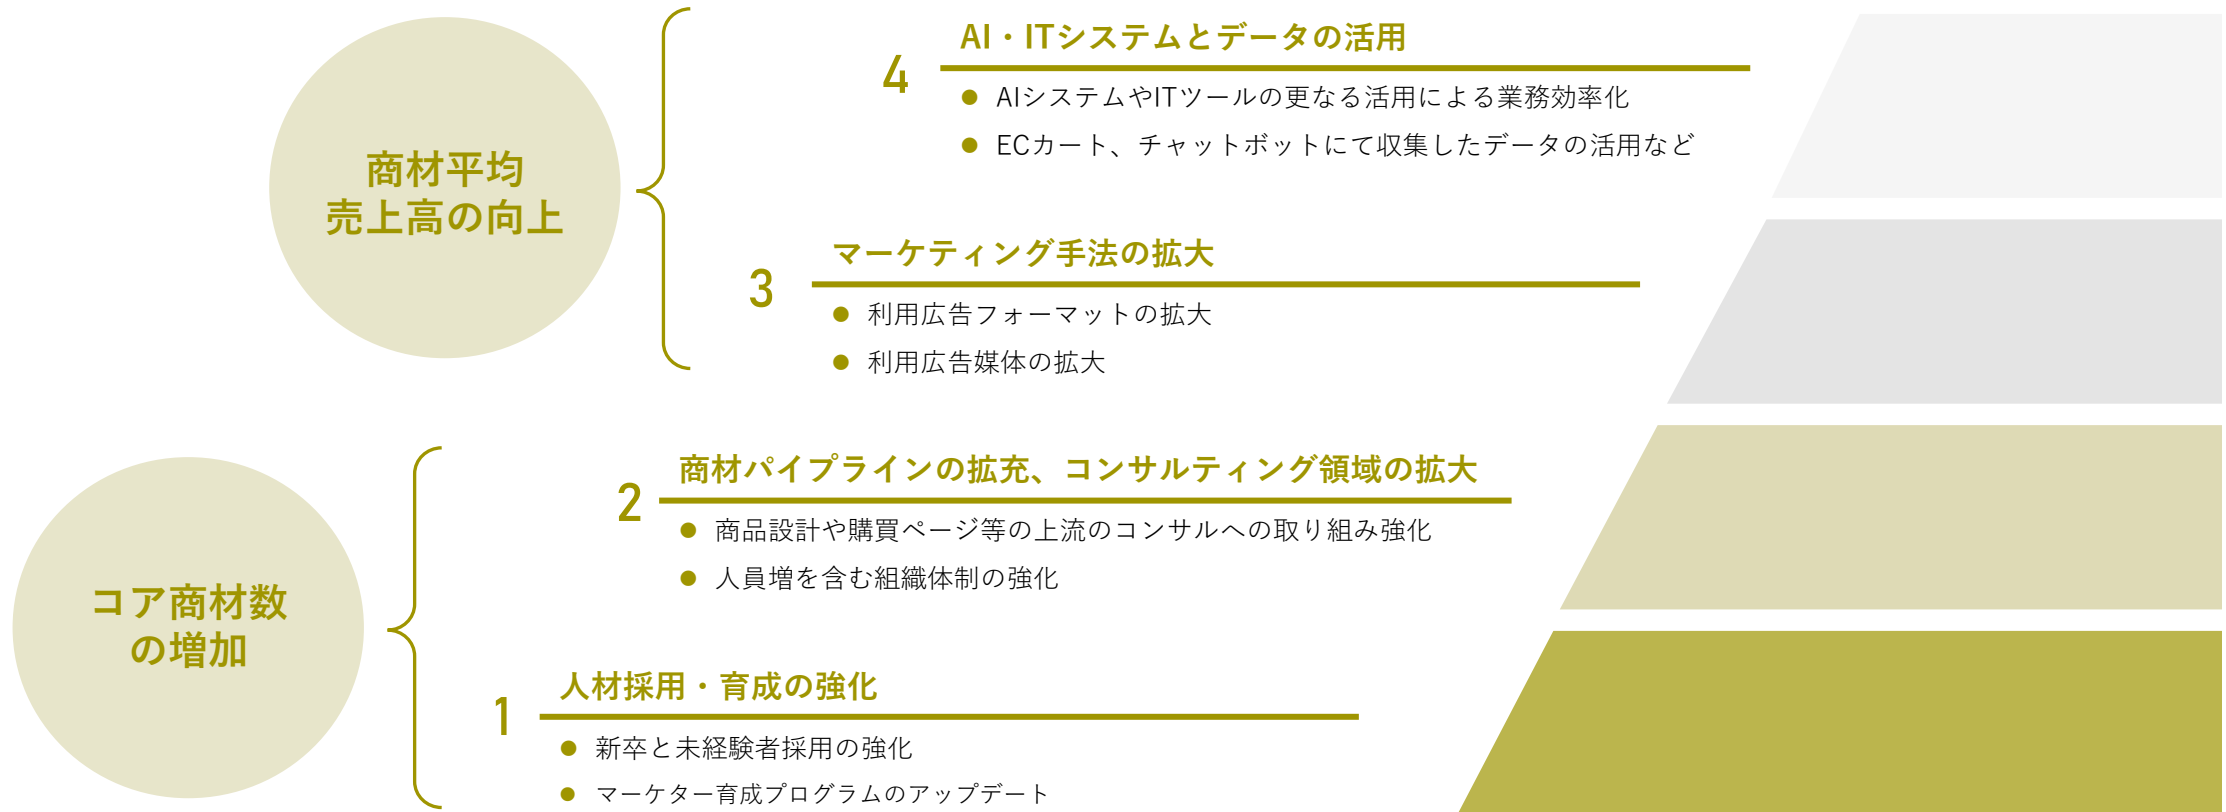 商材平均
売上高の向上
4
AI・ITシステムとデータの活用
● AIシステムやITツールの更なる活用による業務効率化
● ECカート、チャットボットにて収集したデータの活用など
3
マーケティング手法の拡大
● 利用広告フォーマットの拡大
● 利用広告媒体の拡大
コア商材数
の増加
2
商材パイプラインの拡充、コンサルティング領域の拡大
● 商品設計や購買ページ等の上流のコンサルへの取り組み強化
● 人員増を含む組織体制の強化
1
人材採用・育成の強化
● 新卒と未経験者採用の強化
● マーケター育成プログラムのアップデート